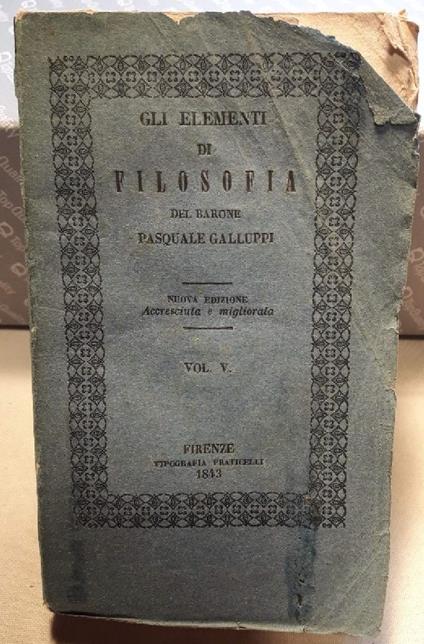 GLI ELEMENTI
DI
FILOSOFIA
DEL BARONE
PASQUALE GALLUPPI
NUOVA EDIZIONE
Accresciuta e migliorata
VOL. V.
FIRENZE
TIPOGRAFIA FRATICELLI
1843